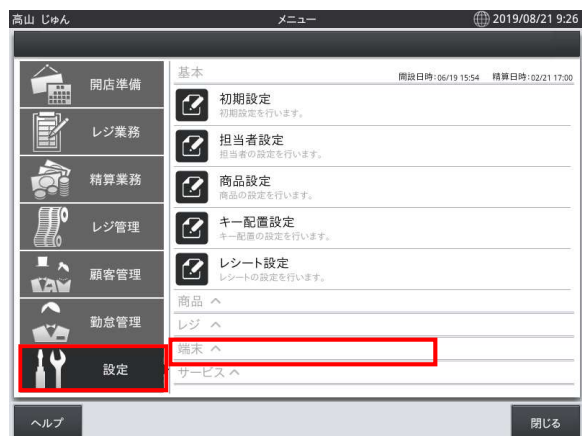 高山 じゅん
メニュー
2019/08/21 9:26
開店準備
レジ業務
精算業務
レジ管理
顧客管理
勤怠管理
設定
基本
開設日時:06/19 15:54 精算日時:02/21 17:00
初期設定
初期設定を行います。
担当者設定
担当者の設定を行います。
商品設定
商品の設定を行います。
キー配置設定
キー配置の設定を行います。
レシート設定
レシートの設定を行います。
商品 へ
レジ へ
端末 へ
サービス へ
ヘルプ
閉じる